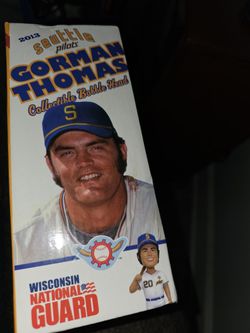 2013
seattle
pilots
GORMAN
THOMAS
Collectible Bobble Head
S
WISCONSIN
NATIONAL
GUARD
20